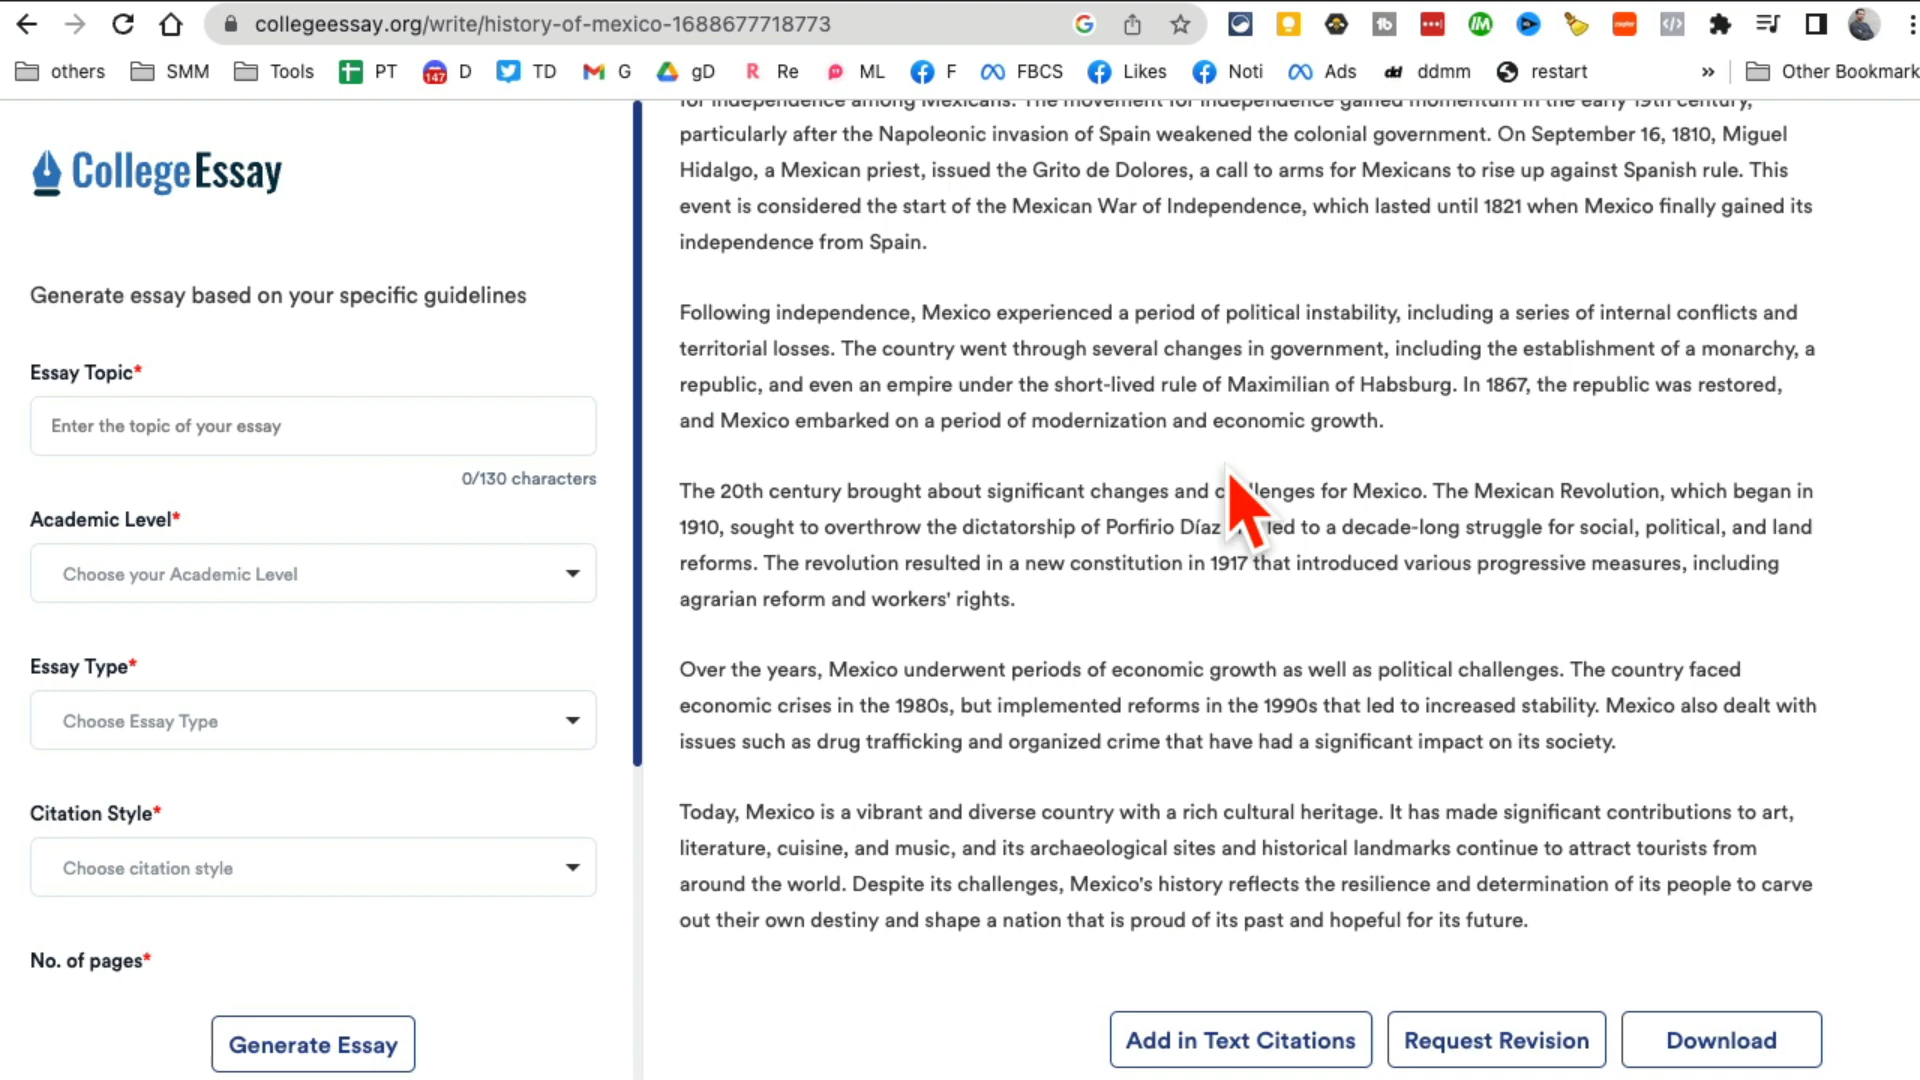 collegeessay.org/write/history-of-mexico-1688677718773
others SMM Tools PT 147 D TD G gD Re ML F FBCS Likes Noti Ads dd ddmm restart » Other Bookmark
CollegeEssay
Generate essay based on your specific guidelines
Essay Topic*
Enter the topic of your essay
0/130 characters
Academic Level*
Choose your Academic Level
Essay Type*
Choose Essay Type
Citation Style*
Choose citation style
No. of pages*
Generate Essay
for independence among Mexicans. The movement for independence gained momentum in the early 19th century,
particularly after the Napoleonic invasion of Spain weakened the colonial government. On September 16, 1810, Miguel
Hidalgo, a Mexican priest, issued the Grito de Dolores, a call to arms for Mexicans to rise up against Spanish rule. This
event is considered the start of the Mexican War of Independence, which lasted until 1821 when Mexico finally gained its
independence from Spain.
Following independence, Mexico experienced a period of political instability, including a series of internal conflicts and
territorial losses. The country went through several changes in government, including the establishment of a monarchy, a
republic, and even an empire under the short-lived rule of Maximilian of Habsburg. In 1867, the republic was restored,
and Mexico embarked on a period of modernization and economic growth.
The 20th century brought about significant changes and challenges for Mexico. The Mexican Revolution, which began in
1910, sought to overthrow the dictatorship of Porfirio Díaz led to a decade-long struggle for social, political, and land
reforms. The revolution resulted in a new constitution in 1917 that introduced various progressive measures, including
agrarian reform and workers' rights.
Over the years, Mexico underwent periods of economic growth as well as political challenges. The country faced
economic crises in the 1980s, but implemented reforms in the 1990s that led to increased stability. Mexico also dealt with
issues such as drug trafficking and organized crime that have had a significant impact on its society.
Today, Mexico is a vibrant and diverse country with a rich cultural heritage. It has made significant contributions to art,
literature, cuisine, and music, and its archaeological sites and historical landmarks continue to attract tourists from
around the world. Despite its challenges, Mexico's history reflects the resilience and determination of its people to carve
out their own destiny and shape a nation that is proud of its past and hopeful for its future.
Add in Text Citations
Request Revision
Download